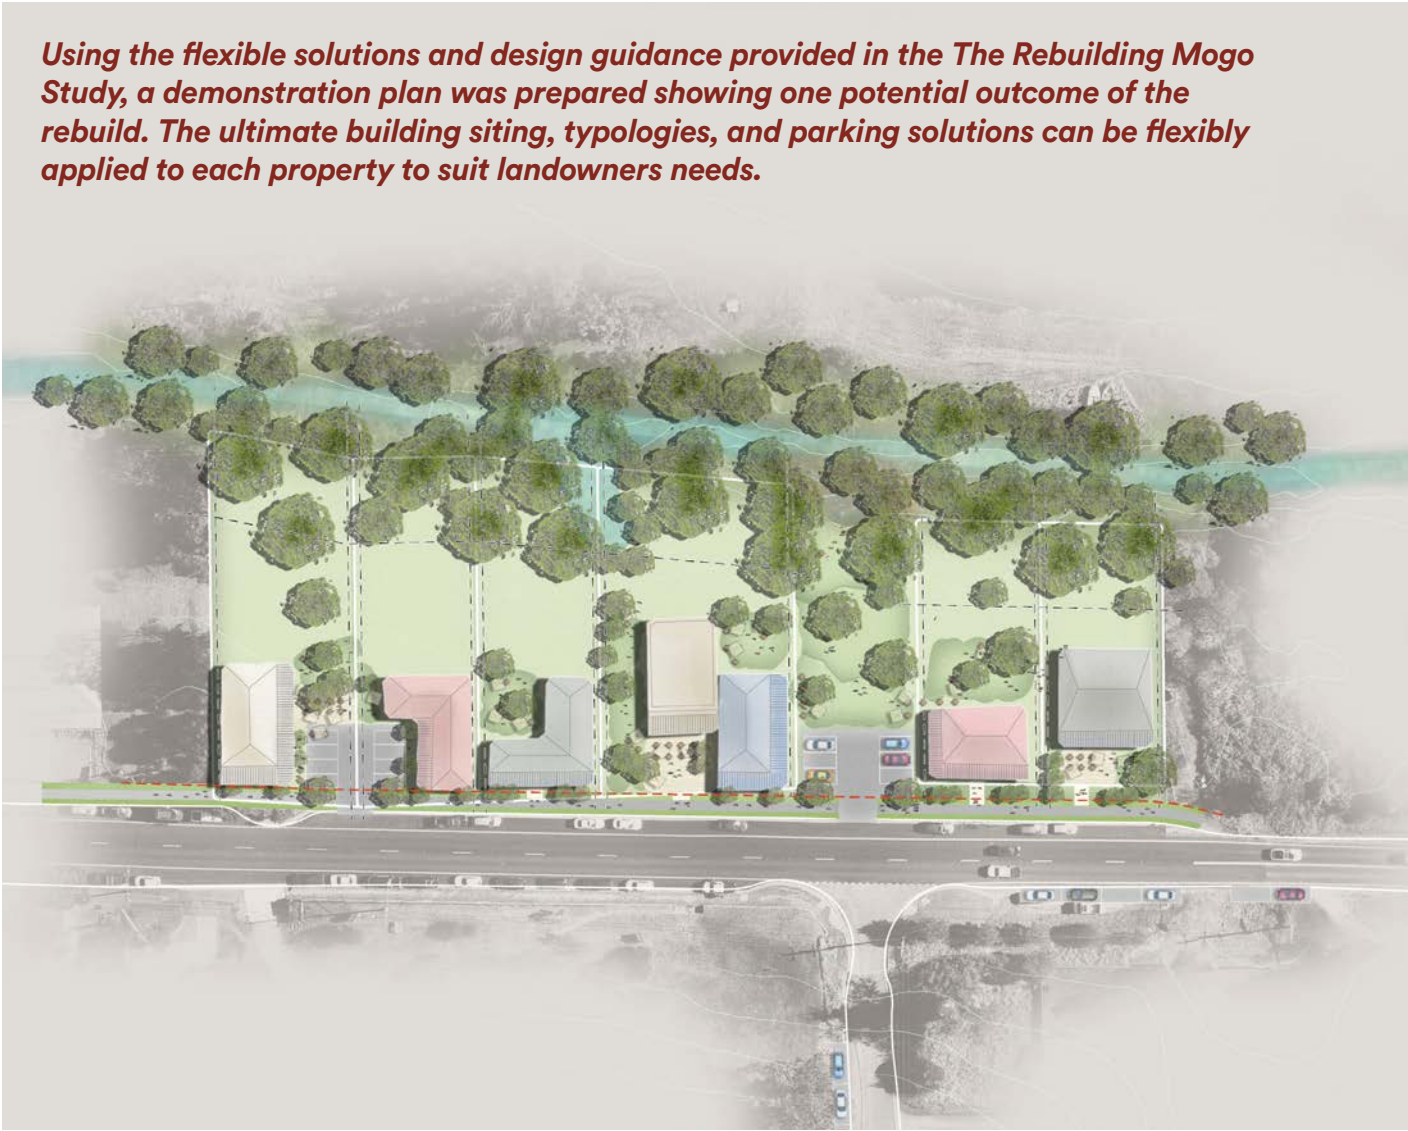 Using the flexible solutions and design guidance provided in the The Rebuilding Mogo
Study, a demonstration plan was prepared showing one potential outcome of the
rebuild. The ultimate building siting, typologies, and parking solutions can be flexibly
applied to each property to suit landowners needs.